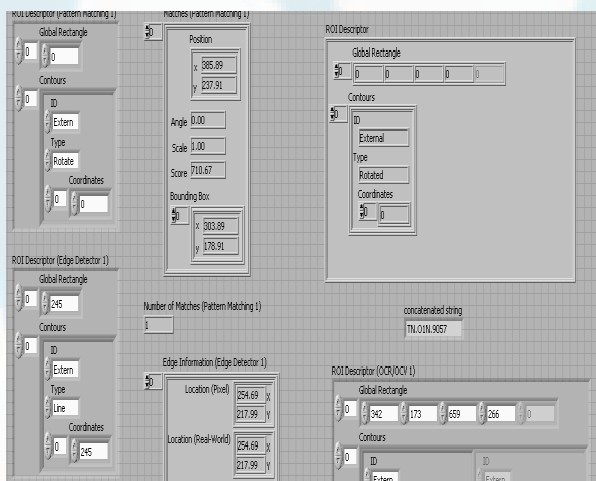 ROI Descriptor (Pattern Matching 1)
Global Rectangle
0
0
Contours
0
ID
Extern
Type
Rotate
Coordinates
0
0
Matches (Pattern Matching 1)
0
Position
x 385.89
y 237.91
Angle 0.00
Scale 1.00
Score 710.67
Bounding Box
0
x 303.89
y 178.91
ROI Descriptor
Global Rectangle
0 0 0 0 0 0
Contours
0
ID
External
Type
Rotated
Coordinates
0 0
ROI Descriptor (Edge Detector 1)
Global Rectangle
0 245
Contours
0
ID
Extern
Type
Line
Coordinates
0 245
Number of Matches (Pattern Matching 1)
1
concatenated string
TN.O1N.9057
Edge Information (Edge Detector 1)
0
Location (Pixel)
254.69 X
217.99 Y
Location (Real-World)
254.69 X
217.99 Y
ROI Descriptor (OCR/OCV 1)
Global Rectangle
0 342 173 659 266 0
Contours
0
ID ID
Extern Extern